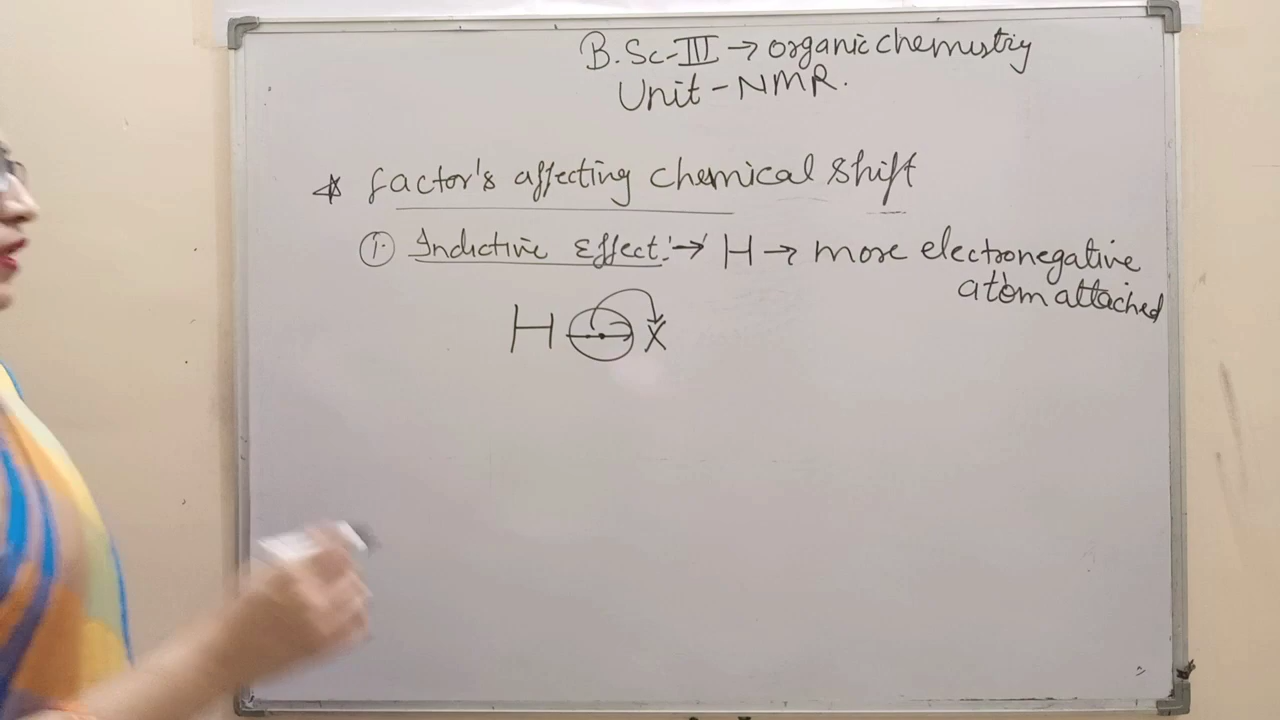 B.Sc-III → organic chemistry
Unit - NMR.
* factor's affecting chemical shift
① Inductive Effect:→ H → more electronegative
atom attached
H X